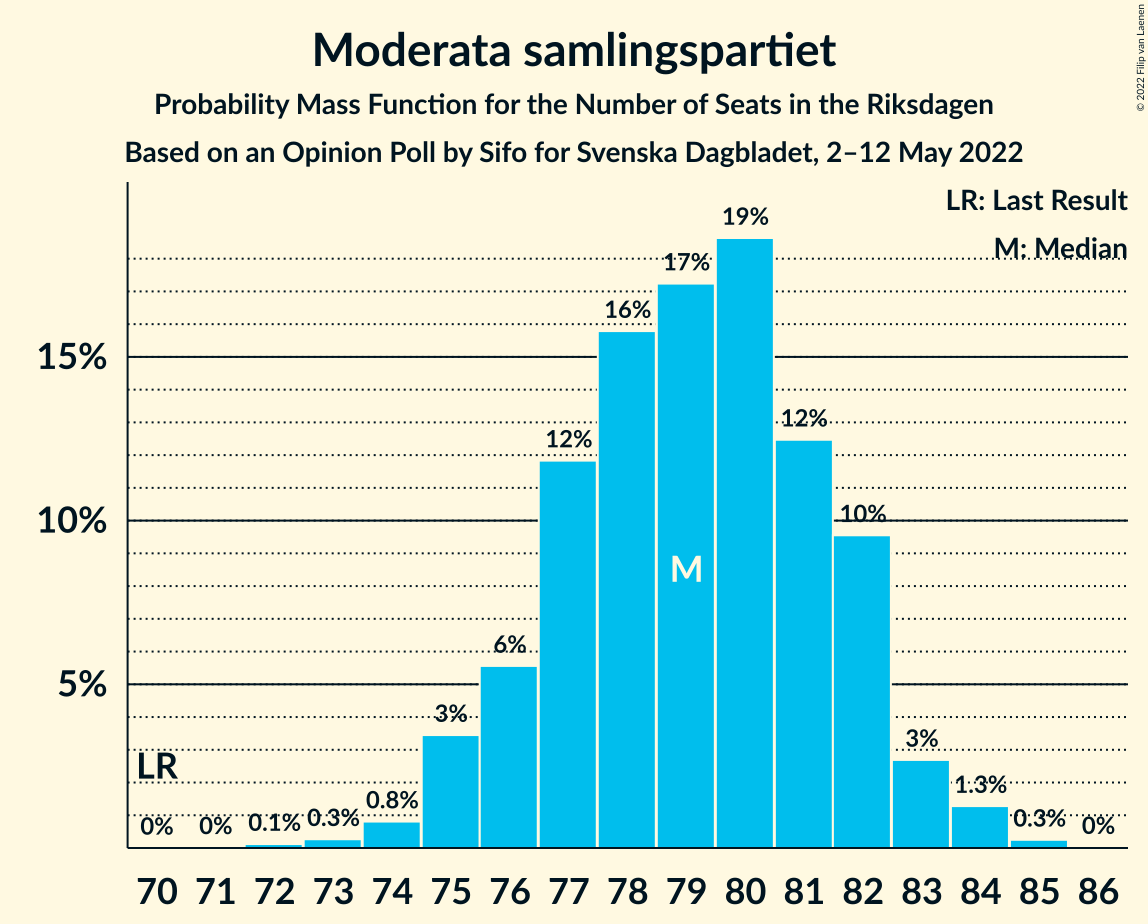 Moderata samlingspartiet
Probability Mass Function for the Number of Seats in the Riksdagen
Based on an Opinion Poll by Sifo for Svenska Dagbladet, 2–12 May 2022
© 2022 Filip van Laenen
LR: Last Result
M: Median
15%
10%
5%
LR
0%
0%
0.1%
0.3%
0.8%
3%
6%
12%
16%
17%
M
19%
12%
10%
3%
1.3%
0.3%
0%
70 71 72 73 74 75 76 77 78 79 80 81 82 83 84 85 86